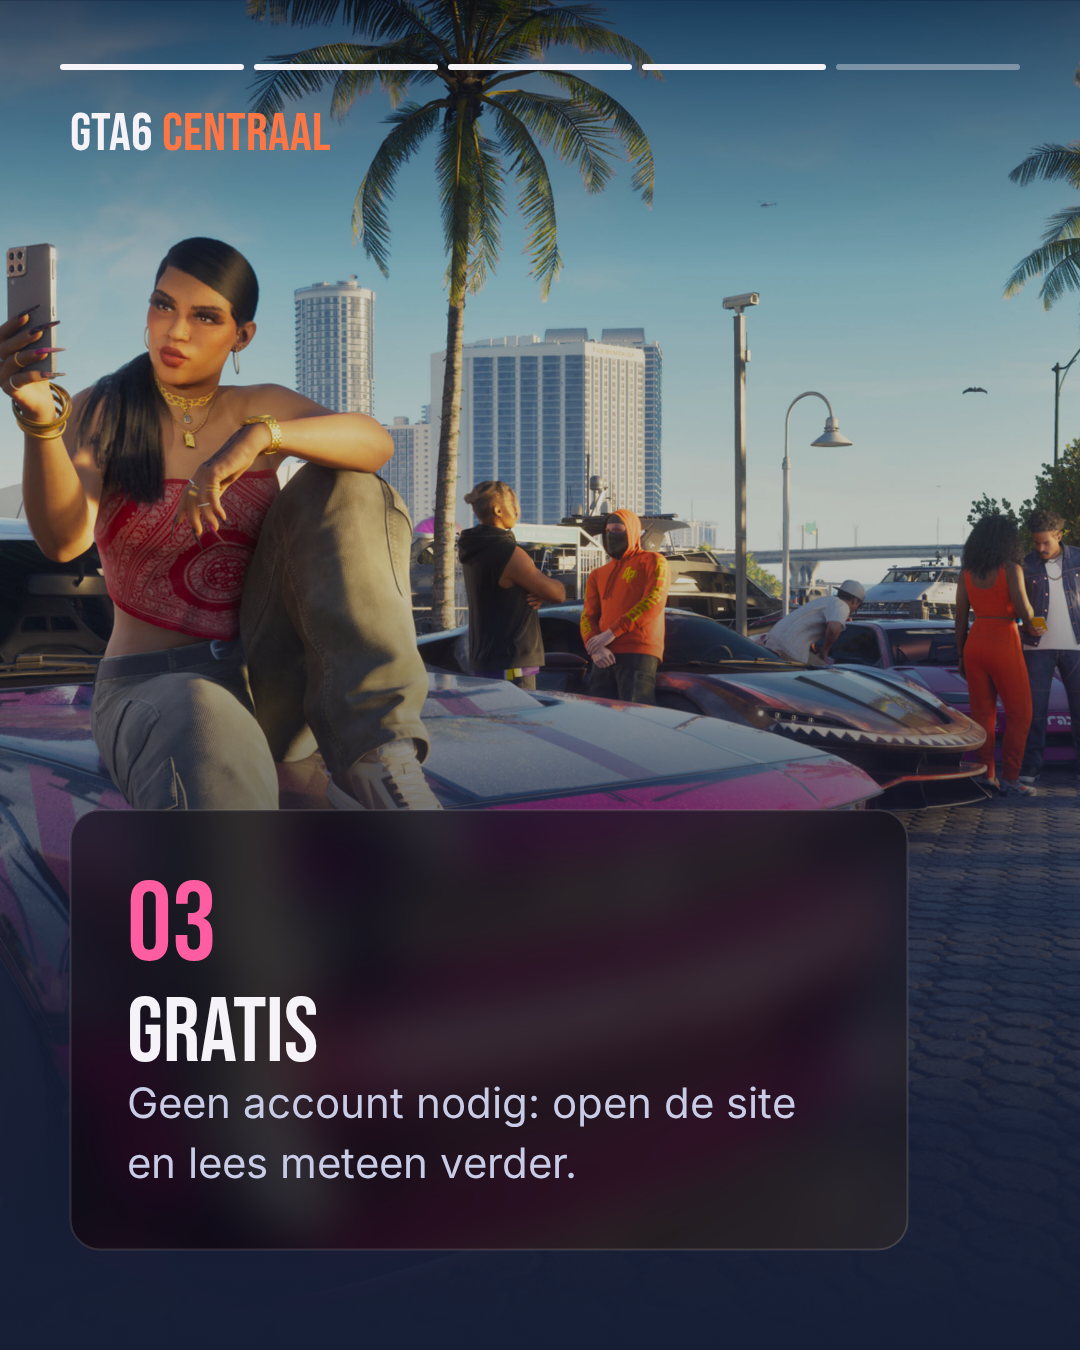 GTA6 CENTRAAL
03
GRATIS
Geen account nodig: open de site
en lees meteen verder.